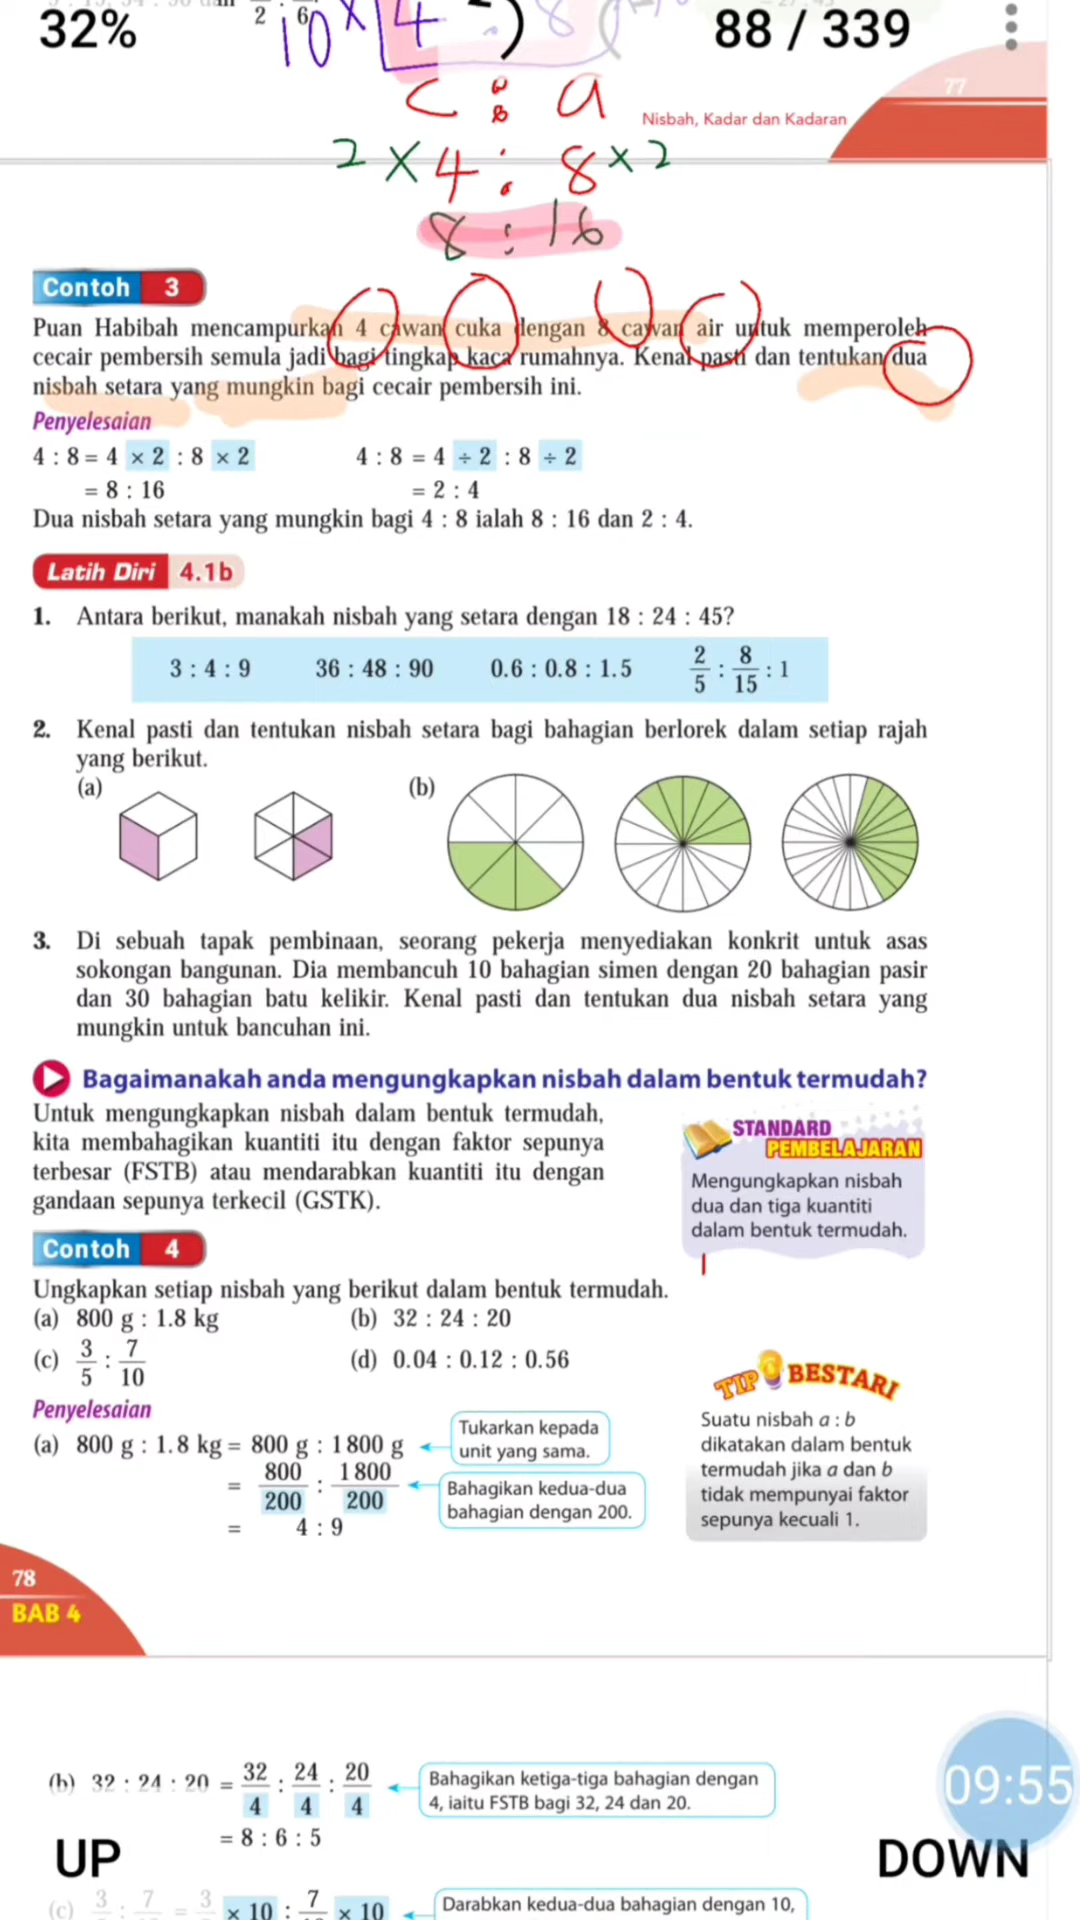 32%
10 × [4
88 / 339
77
c : a
Nisbah, Kadar dan Kadaran
2 × 4 : 8 × 2
8 : 16
Contoh 3
Puan Habibah mencampurkan 4 cawan cuka dengan 8 cawan air untuk memperoleh
cecair pembersih semula jadi bagi tingkap kaca rumahnya. Kenal pasti dan tentukan dua
nisbah setara yang mungkin bagi cecair pembersih ini.
Penyelesaian
4 : 8 = 4 × 2 : 8 × 2 4 : 8 = 4 ÷ 2 : 8 ÷ 2
= 8 : 16 = 2 : 4
Dua nisbah setara yang mungkin bagi 4 : 8 ialah 8 : 16 dan 2 : 4.
Latih Diri 4.1b
1. Antara berikut, manakah nisbah yang setara dengan 18 : 24 : 45?
3 : 4 : 9 36 : 48 : 90 0.6 : 0.8 : 1.5 2/5 : 8/15 : 1
2. Kenal pasti dan tentukan nisbah setara bagi bahagian berlorek dalam setiap rajah
yang berikut.
(a) (b)
3. Di sebuah tapak pembinaan, seorang pekerja menyediakan konkrit untuk asas
sokongan bangunan. Dia membancuh 10 bahagian simen dengan 20 bahagian pasir
dan 30 bahagian batu kelikir. Kenal pasti dan tentukan dua nisbah setara yang
mungkin untuk bancuhan ini.
Bagaimanakah anda mengungkapkan nisbah dalam bentuk termudah?
Untuk mengungkapkan nisbah dalam bentuk termudah,
kita membahagikan kuantiti itu dengan faktor sepunya
terbesar (FSTB) atau mendarabkan kuantiti itu dengan
gandaan sepunya terkecil (GSTK).
STANDARD
PEMBELAJARAN
Mengungkapkan nisbah
dua dan tiga kuantiti
dalam bentuk termudah.
Contoh 4
Ungkapkan setiap nisbah yang berikut dalam bentuk termudah.
(a) 800 g : 1.8 kg (b) 32 : 24 : 20
(c) 3/5 : 7/10 (d) 0.04 : 0.12 : 0.56
Penyelesaian
(a) 800 g : 1.8 kg = 800 g : 1 800 g
= 800/200 : 1 800/200
= 4 : 9
Tukarkan kepada
unit yang sama.
Bahagikan kedua-dua
bahagian dengan 200.
TIP BESTARI
Suatu nisbah a : b
dikatakan dalam bentuk
termudah jika a dan b
tidak mempunyai faktor
sepunya kecuali 1.
78
BAB 4
(b) 32 : 24 : 20 = 32/4 : 24/4 : 20/4
= 8 : 6 : 5
Bahagikan ketiga-tiga bahagian dengan
4, iaitu FSTB bagi 32, 24 dan 20.
09:55
UP
DOWN
(c) 3 : 7 = 3 × 10 : 7 × 10
Darabkan kedua-dua bahagian dengan 10,